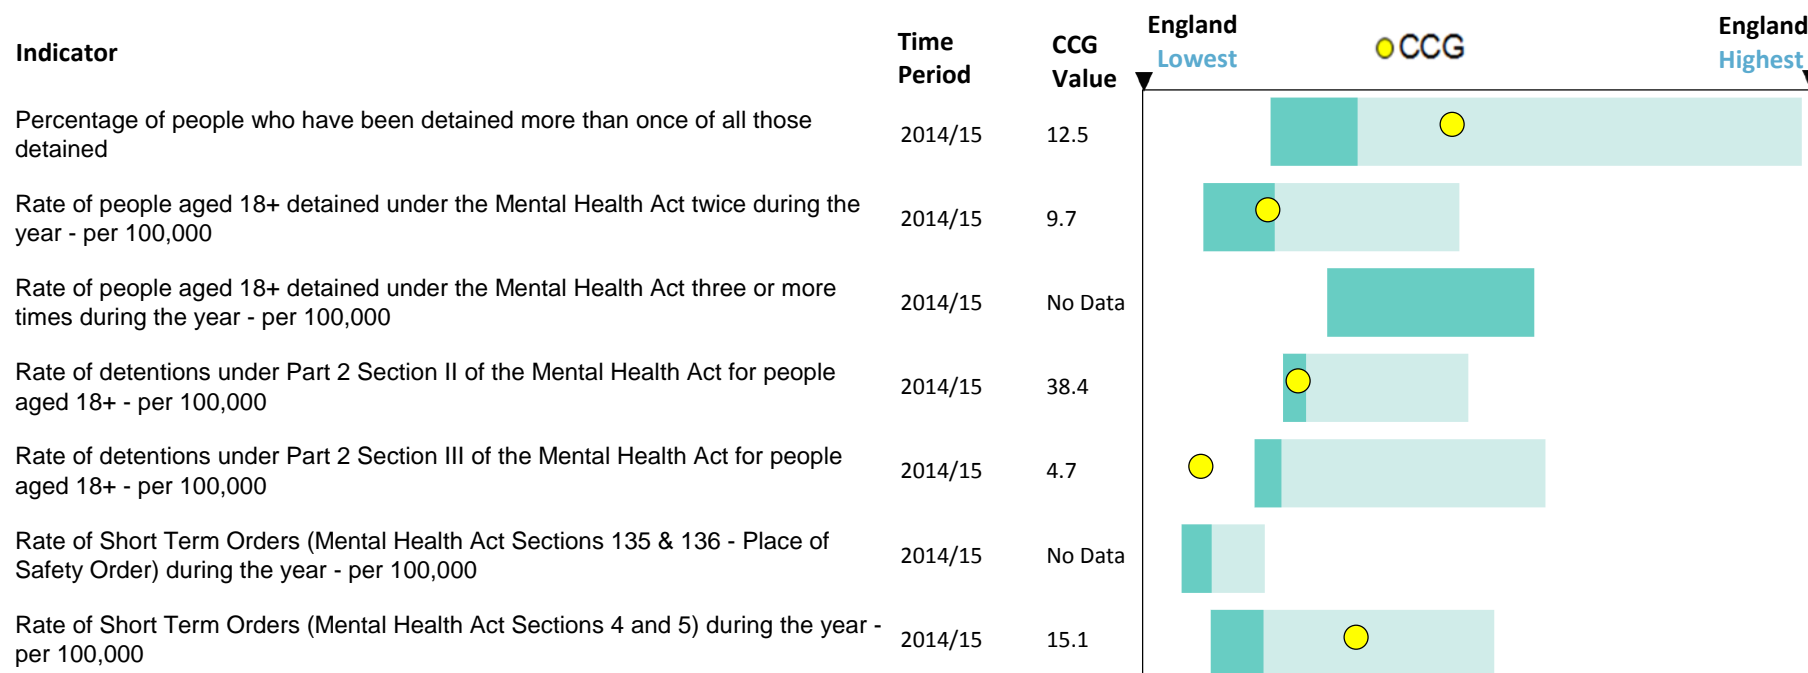 Indicator
Time
Period
CCG
Value
England
Lowest
CCG
England
Highest
Percentage of people who have been detained more than once of all those
detained
2014/15
12.5
Rate of people aged 18+ detained under the Mental Health Act twice during the
year - per 100,000
2014/15
9.7
Rate of people aged 18+ detained under the Mental Health Act three or more
times during the year - per 100,000
2014/15
No Data
Rate of detentions under Part 2 Section II of the Mental Health Act for people
aged 18+ - per 100,000
2014/15
38.4
Rate of detentions under Part 2 Section III of the Mental Health Act for people
aged 18+ - per 100,000
2014/15
4.7
Rate of Short Term Orders (Mental Health Act Sections 135 & 136 - Place of
Safety Order) during the year - per 100,000
2014/15
No Data
Rate of Short Term Orders (Mental Health Act Sections 4 and 5) during the year -
per 100,000
2014/15
15.1